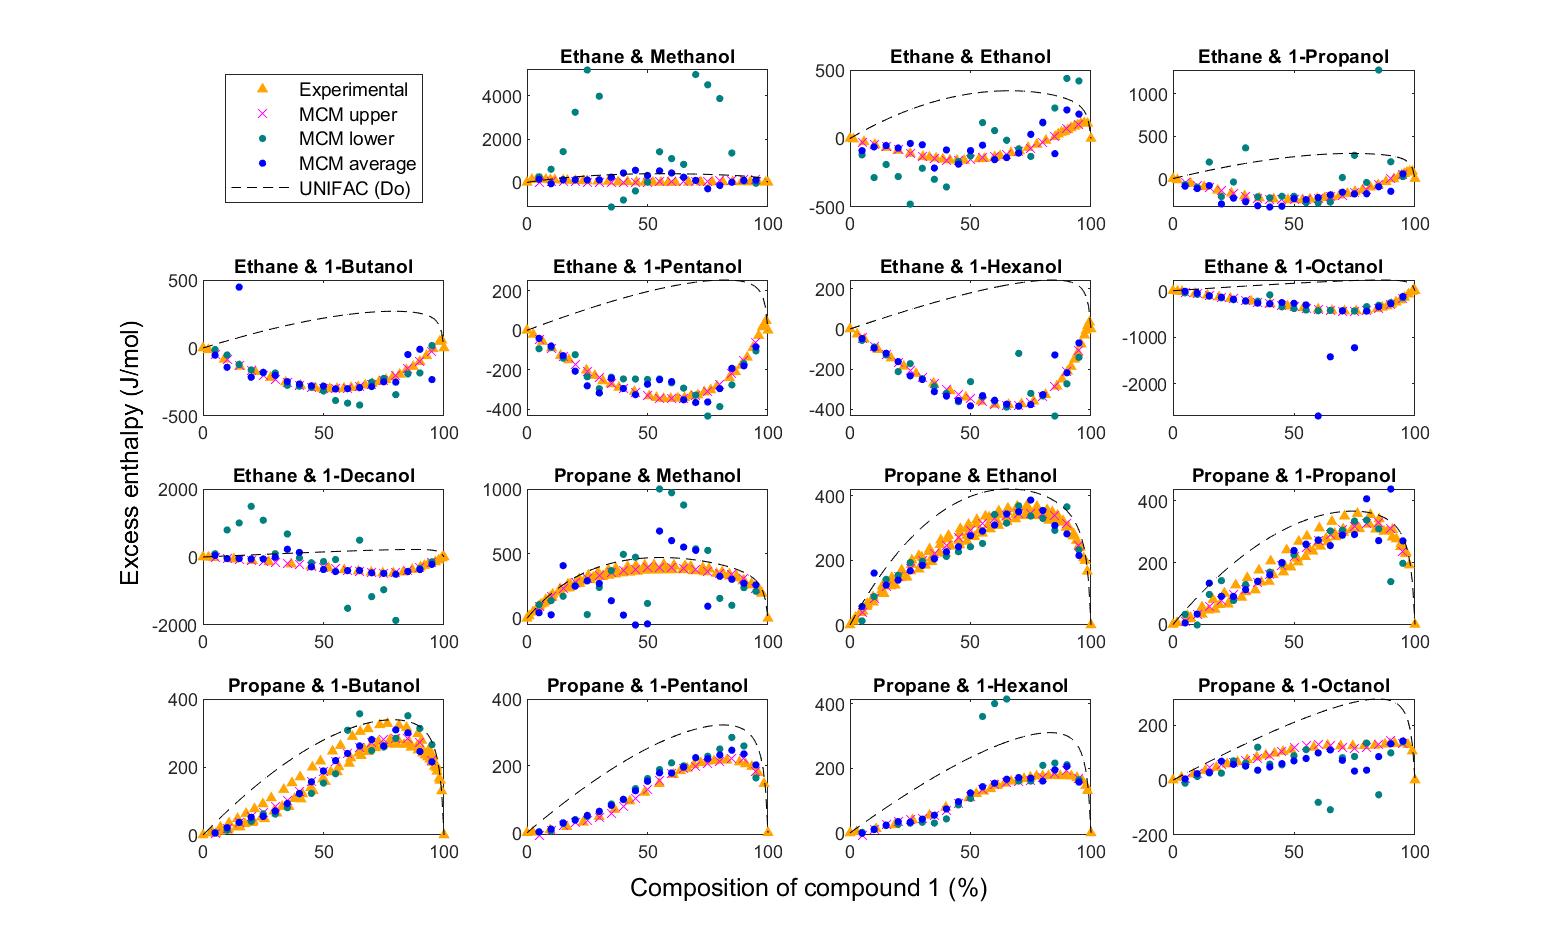 Experimental
MCM upper
MCM lower
MCM average
UNIFAC (Do)
Ethane & Methanol
4000
2000
0
0 50 100
Ethane & Ethanol
500
0
-500
0 50 100
Ethane & 1-Propanol
1000
500
0
0 50 100
Ethane & 1-Butanol
500
0
-500
0 50 100
Ethane & 1-Pentanol
200
0
-200
-400
0 50 100
Ethane & 1-Hexanol
200
0
-200
-400
0 50 100
Ethane & 1-Octanol
0
-1000
-2000
0 50 100
Ethane & 1-Decanol
2000
0
-2000
0 50 100
Propane & Methanol
1000
500
0
0 50 100
Propane & Ethanol
400
200
0
0 50 100
Propane & 1-Propanol
400
200
0
0 50 100
Propane & 1-Butanol
400
200
0
0 50 100
Propane & 1-Pentanol
400
200
0
0 50 100
Propane & 1-Hexanol
400
200
0
0 50 100
Propane & 1-Octanol
200
0
-200
0 50 100
Excess enthalpy (J/mol)
Composition of compound 1 (%)